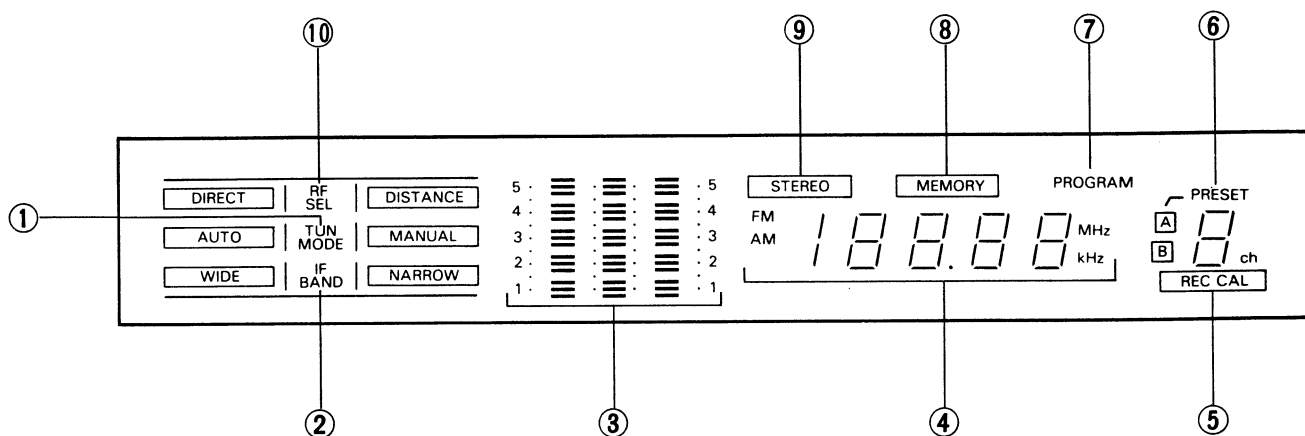 ⑩ ⑨ ⑧ ⑦ ⑥
①
DIRECT RF SEL DISTANCE
AUTO TUN MODE MANUAL
WIDE IF BAND NARROW
5 5
4 4
3 3
2 2
1 1
STEREO MEMORY PROGRAM
FM
AM
188.88
MHz
kHz
PRESET
A
B
8
ch
REC CAL
② ③ ④ ⑤